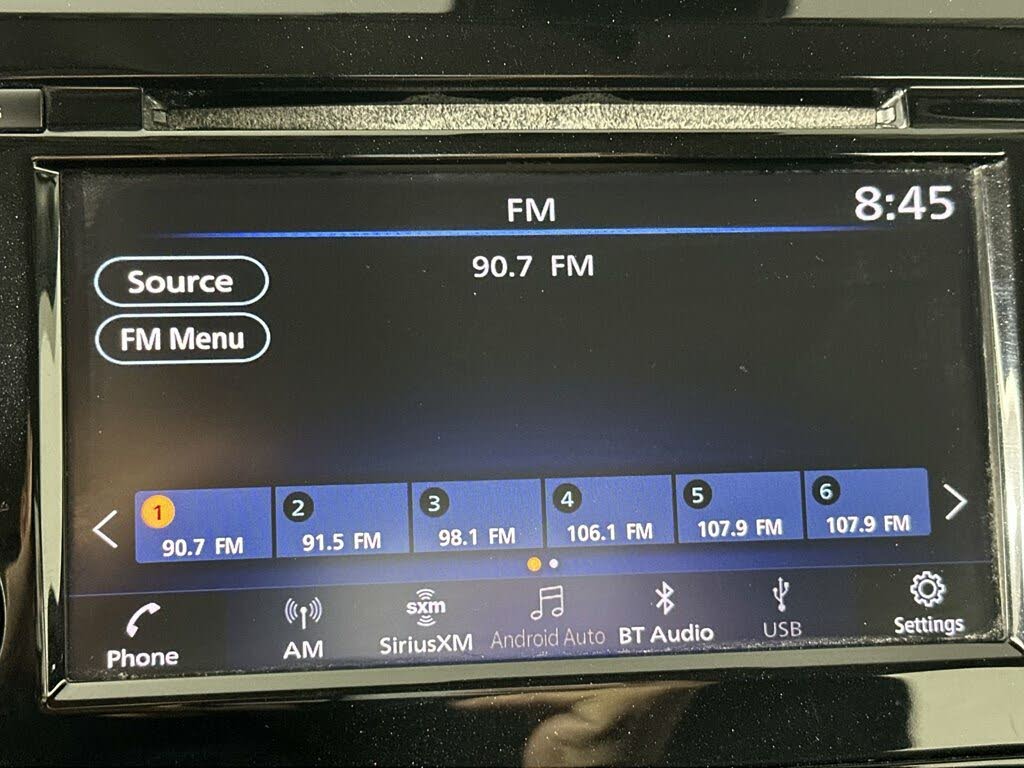 FM
8:45
90.7 FM
Source
FM Menu
1
90.7 FM
2
91.5 FM
3
98.1 FM
4
106.1 FM
5
107.9 FM
6
107.9 FM
Phone
AM
sxm
SiriusXM
Android Auto
BT Audio
USB
Settings